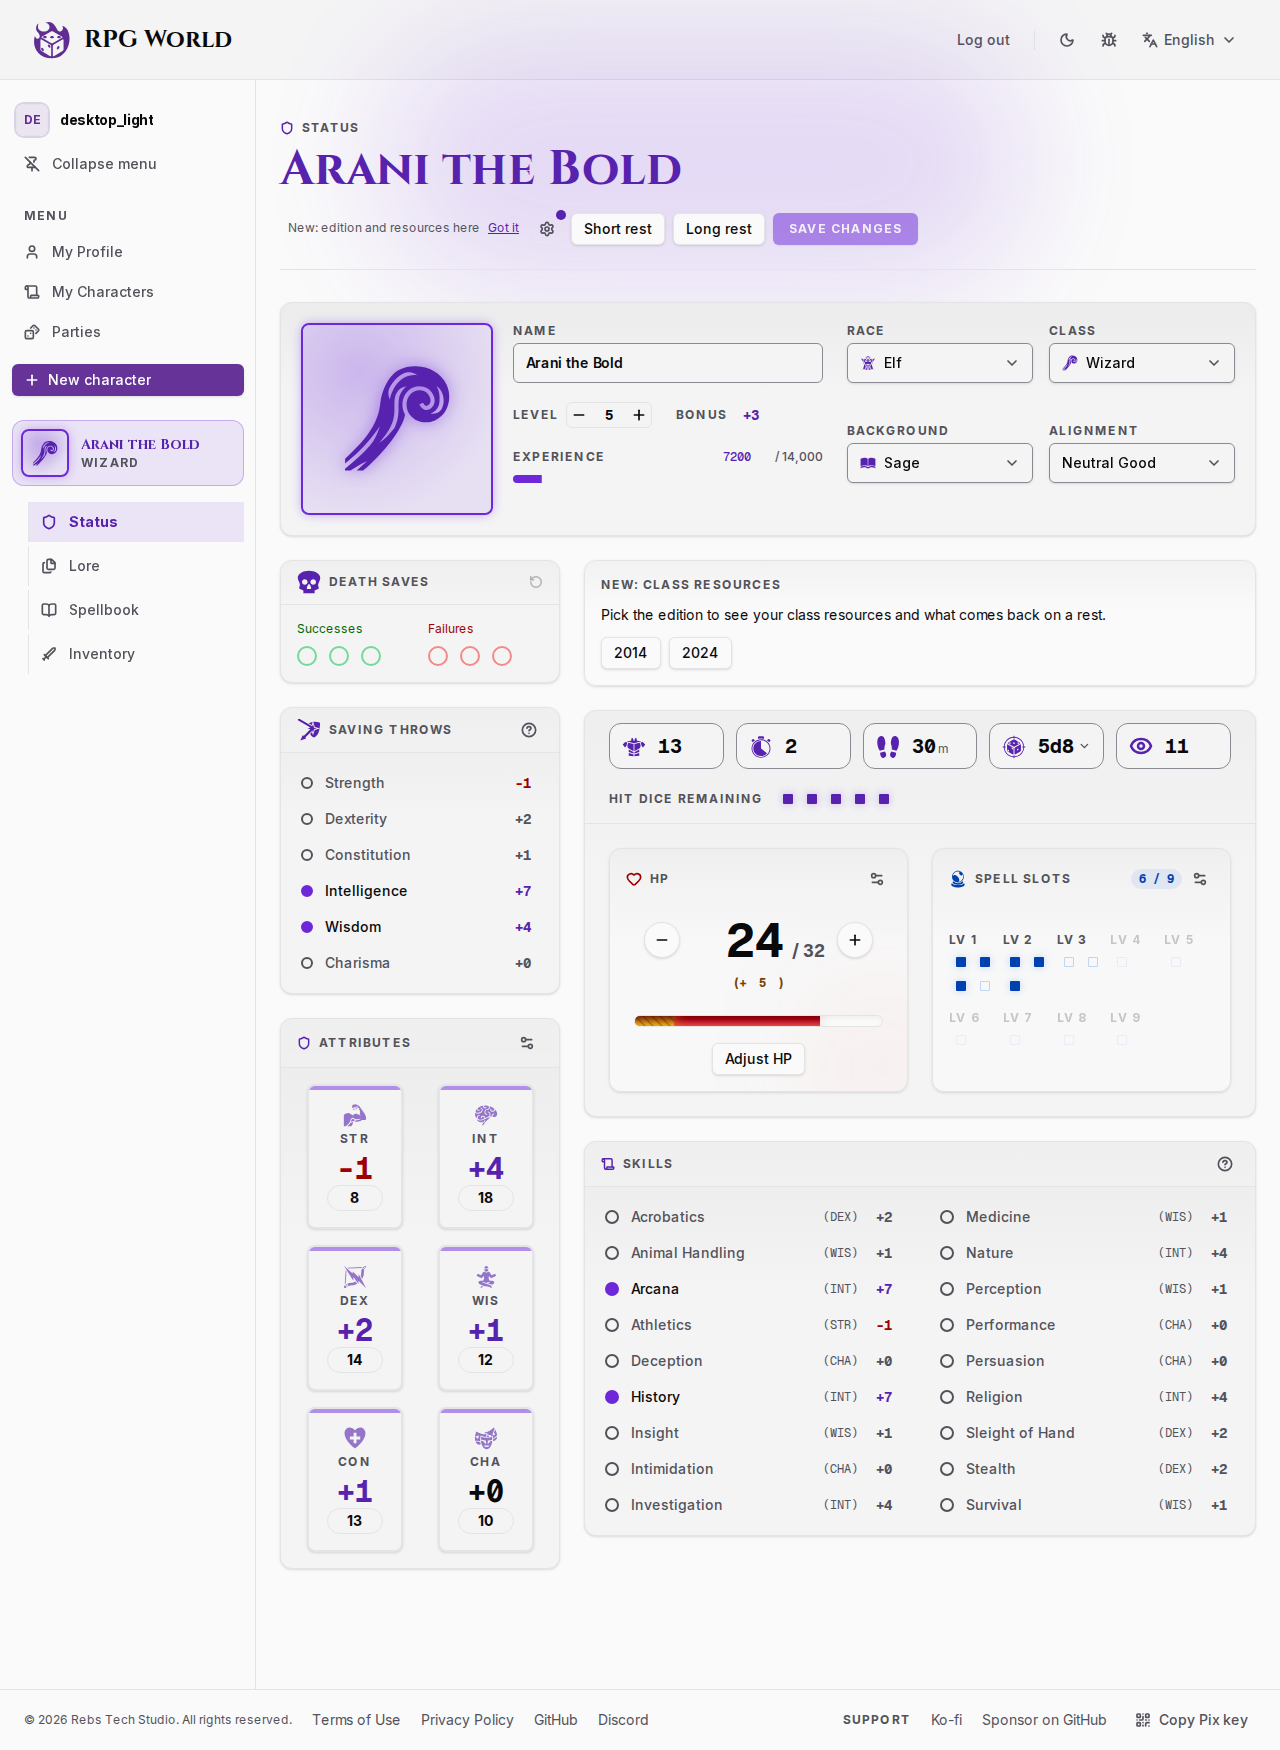 RPG World
Log out
English
DE
desktop_light
Collapse menu
MENU
My Profile
My Characters
Parties
New character
Arani the Bold
WIZARD
Status
Lore
Spellbook
Inventory
STATUS
Arani the Bold
New: edition and resources here Got it
Short rest
Long rest
SAVE CHANGES
NAME
Arani the Bold
LEVEL − 5 + BONUS +3
EXPERIENCE 7200 / 14,000
RACE
Elf
CLASS
Wizard
BACKGROUND
Sage
ALIGNMENT
Neutral Good
DEATH SAVES
Successes
Failures
NEW: CLASS RESOURCES
Pick the edition to see your class resources and what comes back on a rest.
2014
2024
SAVING THROWS
Strength -1
Dexterity +2
Constitution +1
Intelligence +7
Wisdom +4
Charisma +0
13
2
30 m
5d8
11
HIT DICE REMAINING
HP
− 24 / 32 +
(+ 5 )
Adjust HP
SPELL SLOTS
6 / 9
LV 1 LV 2 LV 3 LV 4 LV 5
LV 6 LV 7 LV 8 LV 9
ATTRIBUTES
STR
-1
8
INT
+4
18
DEX
+2
14
WIS
+1
12
CON
+1
13
CHA
+0
10
SKILLS
Acrobatics (DEX) +2
Animal Handling (WIS) +1
Arcana (INT) +7
Athletics (STR) -1
Deception (CHA) +0
History (INT) +7
Insight (WIS) +1
Intimidation (CHA) +0
Investigation (INT) +4
Medicine (WIS) +1
Nature (INT) +4
Perception (WIS) +1
Performance (CHA) +0
Persuasion (CHA) +0
Religion (INT) +4
Sleight of Hand (DEX) +2
Stealth (DEX) +2
Survival (WIS) +1
© 2026 Rebs Tech Studio. All rights reserved.
Terms of Use
Privacy Policy
GitHub
Discord
SUPPORT
Ko-fi
Sponsor on GitHub
Copy Pix key